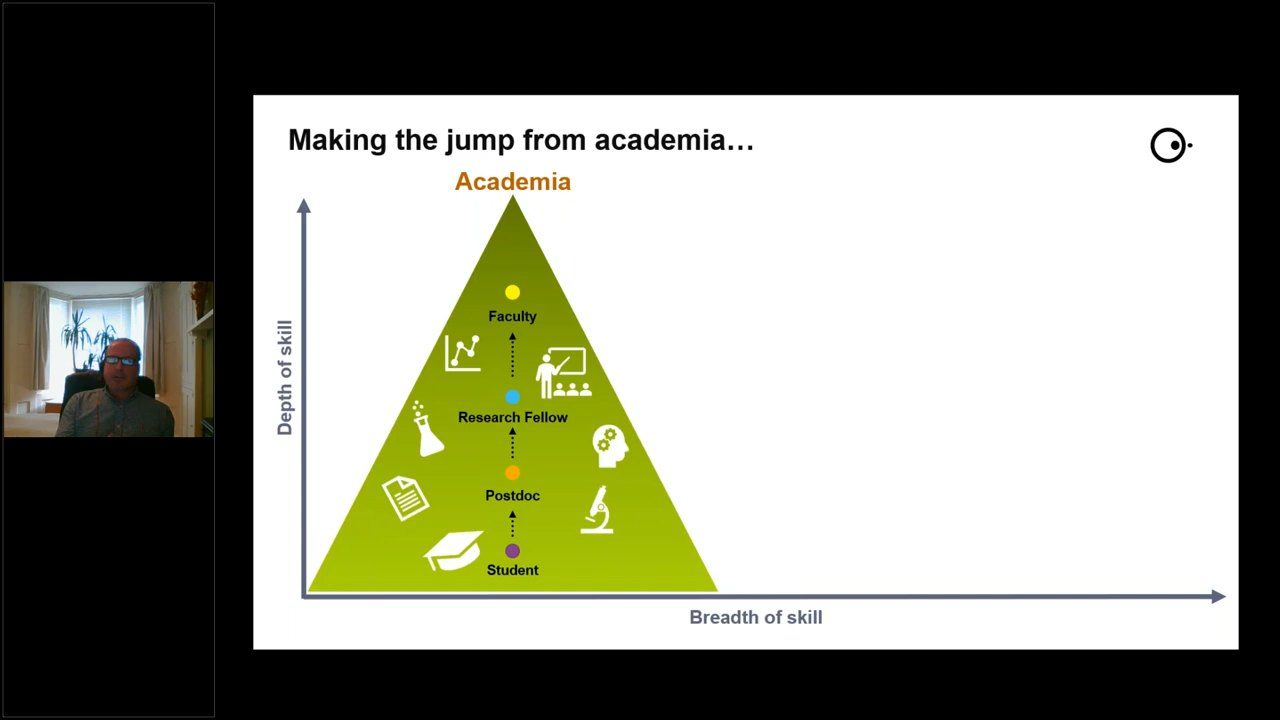 Making the jump from academia…
Academia
Depth of skill
Faculty
Research Fellow
Postdoc
Student
Breadth of skill